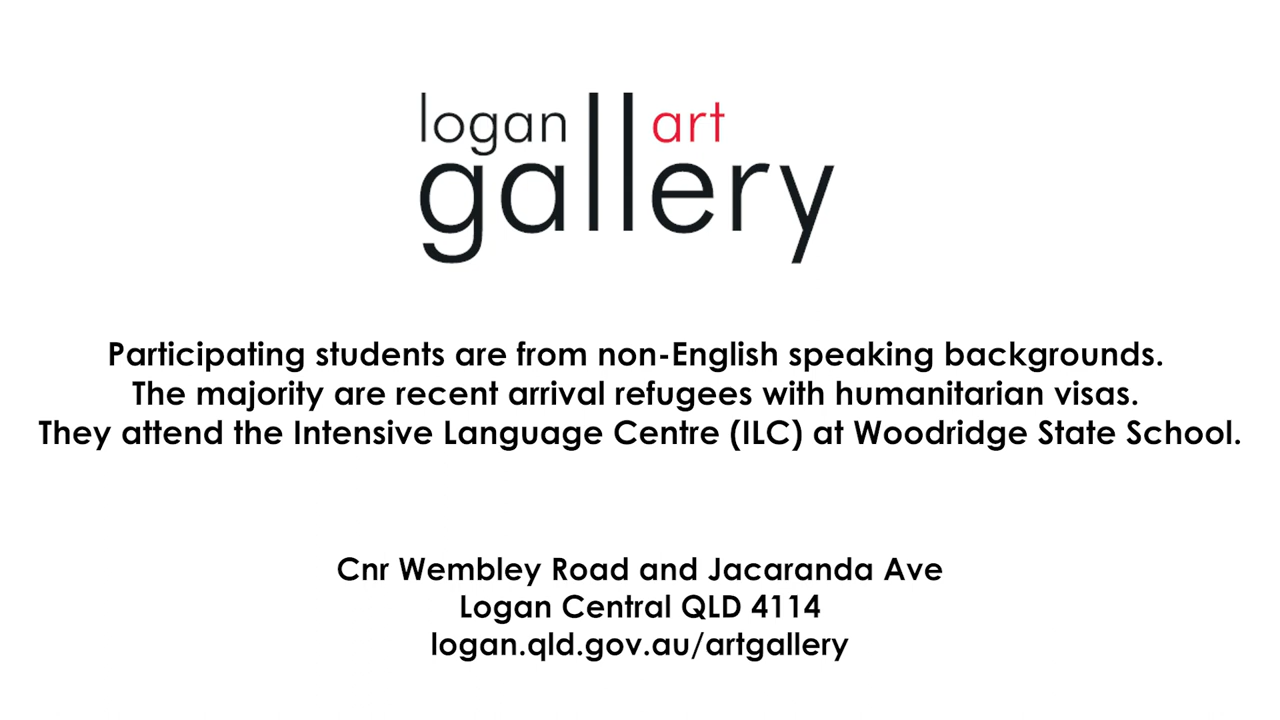 logan art
gallery
Participating students are from non-English speaking backgrounds.
The majority are recent arrival refugees with humanitarian visas.
They attend the Intensive Language Centre (ILC) at Woodridge State School.
Cnr Wembley Road and Jacaranda Ave
Logan Central QLD 4114
logan.qld.gov.au/artgallery